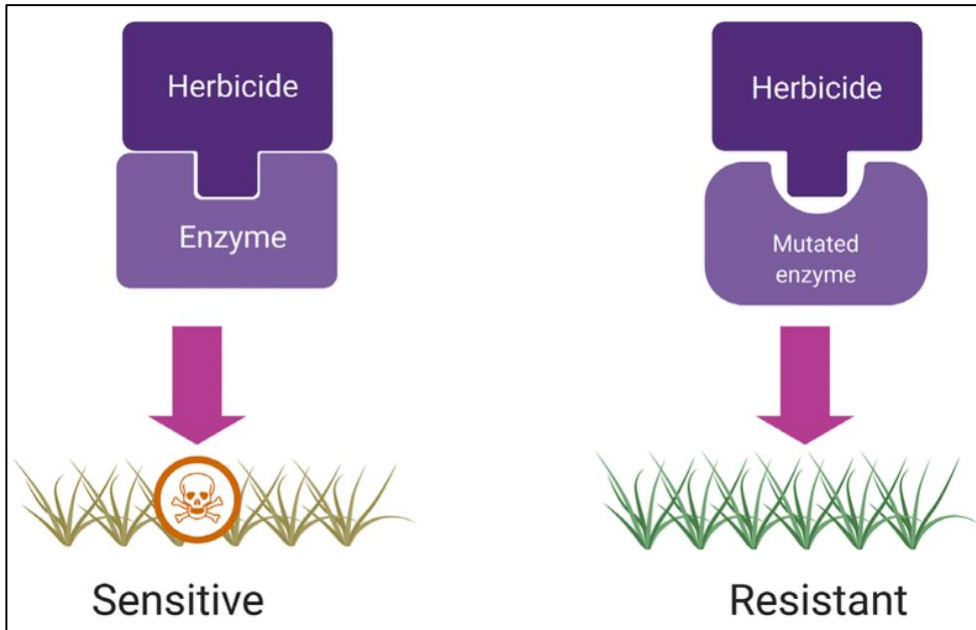 Herbicide
Enzyme
Sensitive
Herbicide
Mutated
enzyme
Resistant